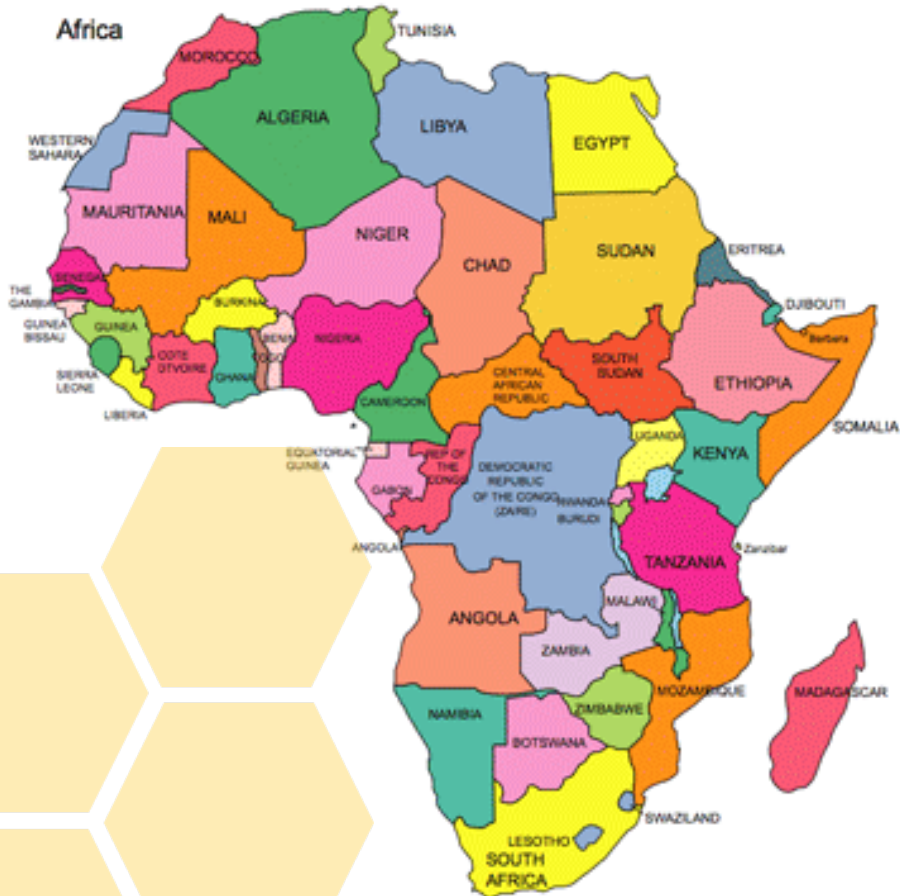 Africa
TUNISIA
MOROCCO
ALGERIA
LIBYA
EGYPT
WESTERN
SAHARA
MAURITANIA
MALI
NIGER
CHAD
SUDAN
ERITREA
SENEGA
THE
GAMBIA
DJIBOUTI
BURKINA
GUINEA
BISSAU
GUINEA
BENIN
TOGO
NIGERIA
Berbera
COTE
D'IVOIRE
GHANA
SOUTH
SUDAN
ETHIOPIA
SIERRA
LEONE
CENTRAL
AFRICAN
REPUBLIC
LIBERIA
CAMEROON
SOMALIA
UGANDA
KENYA
EQUATORIAL
GUINEA
REP OF
THE
CONGO
DEMOCRATIC
REPUBLIC
OF THE CONGO
(ZAIRE)
GABON
RWANDA
BURUDI
ANGOLA
Zanzibar
TANZANIA
MALAWI
ANGOLA
ZAMBIA
MOZAMBIQUE
MADAGASCAR
NAMIBIA
ZIMBABWE
BOTSWANA
SWAZILAND
LESOTHO
SOUTH
AFRICA